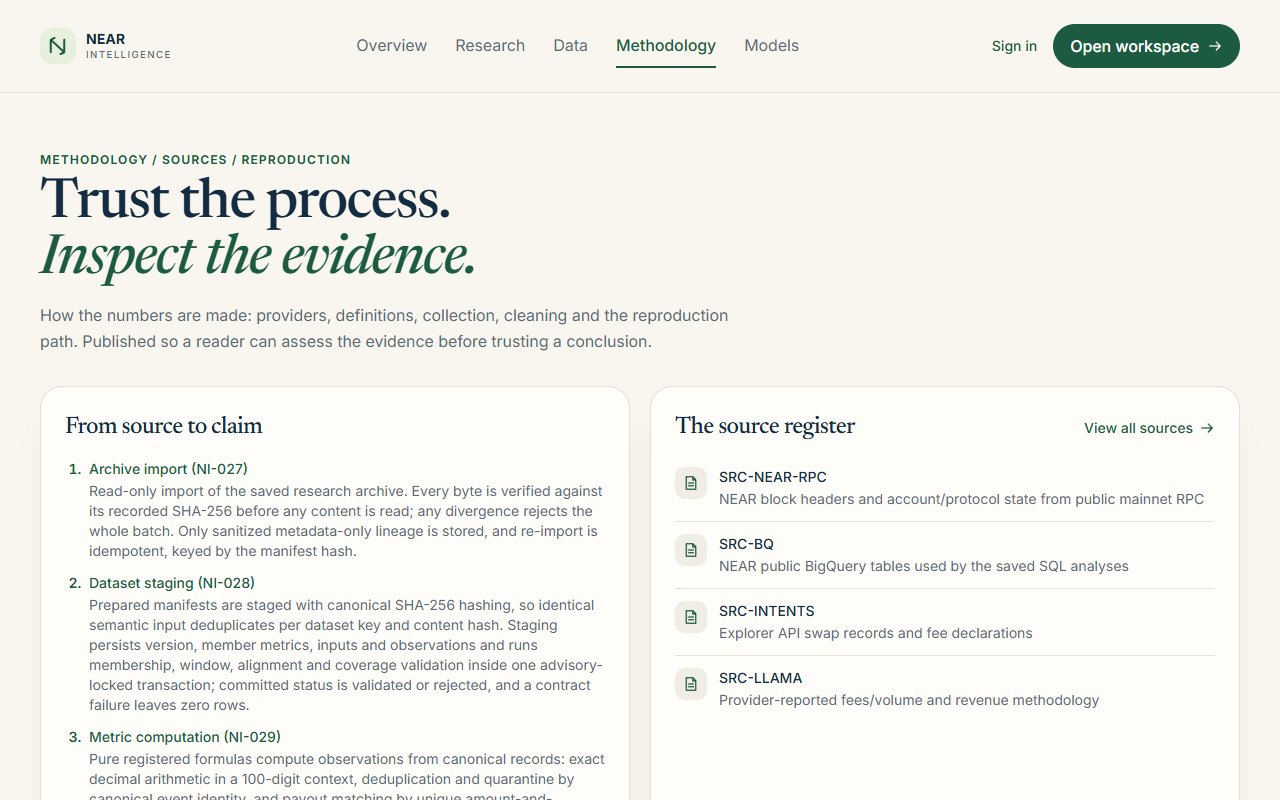 NEAR
INTELLIGENCE
Overview
Research
Data
Methodology
Models
Sign in
Open workspace →
METHODOLOGY / SOURCES / REPRODUCTION
Trust the process.
Inspect the evidence.
How the numbers are made: providers, definitions, collection, cleaning and the reproduction
path. Published so a reader can assess the evidence before trusting a conclusion.
From source to claim
1. Archive import (NI-027)
Read-only import of the saved research archive. Every byte is verified against
its recorded SHA-256 before any content is read; any divergence rejects the
whole batch. Only sanitized metadata-only lineage is stored, and re-import is
idempotent, keyed by the manifest hash.
2. Dataset staging (NI-028)
Prepared manifests are staged with canonical SHA-256 hashing, so identical
semantic input deduplicates per dataset key and content hash. Staging
persists version, member metrics, inputs and observations and runs
membership, window, alignment and coverage validation inside one advisory-
locked transaction; committed status is validated or rejected, and a contract
failure leaves zero rows.
3. Metric computation (NI-029)
Pure registered formulas compute observations from canonical records: exact
decimal arithmetic in a 100-digit context, deduplication and quarantine by
canonical event identity, and payout matching by unique amount-and-
The source register
View all sources →
SRC-NEAR-RPC
NEAR block headers and account/protocol state from public mainnet RPC
SRC-BQ
NEAR public BigQuery tables used by the saved SQL analyses
SRC-INTENTS
Explorer API swap records and fee declarations
SRC-LLAMA
Provider-reported fees/volume and revenue methodology